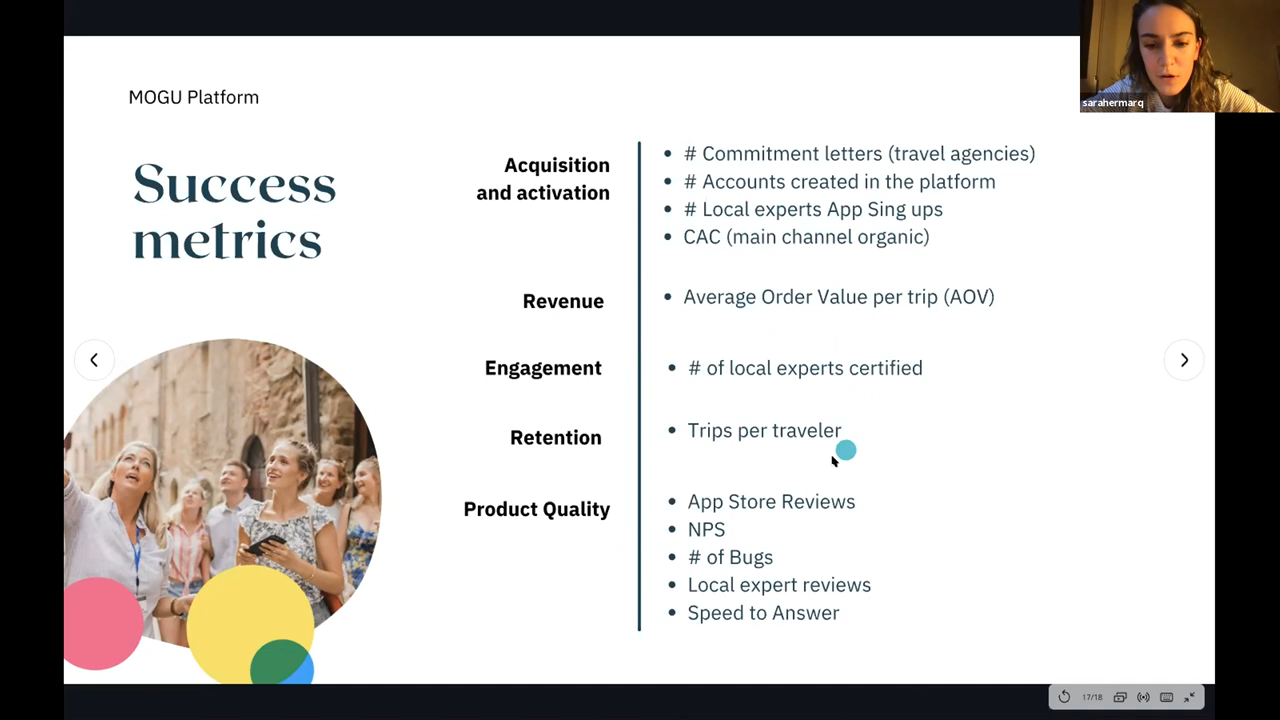 MOGU Platform
Success
metrics
Acquisition
and activation
• # Commitment letters (travel agencies)
• # Accounts created in the platform
• # Local experts App Sing ups
• CAC (main channel organic)
Revenue
• Average Order Value per trip (AOV)
Engagement
• # of local experts certified
Retention
• Trips per traveler
Product Quality
• App Store Reviews
• NPS
• # of Bugs
• Local expert reviews
• Speed to Answer
sarahermarq
17/18